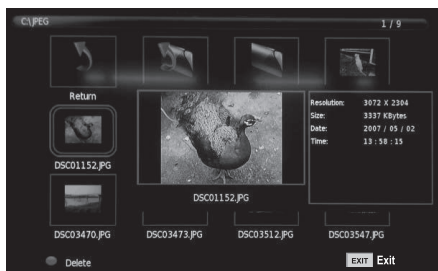 C:\JPEG
1 / 9
Return
Resolution: 3072 X 2304
Size: 3337 KBytes
Date: 2007 / 05 / 02
Time: 13 : 58 : 15
DSC01152.JPG
DSC01152.JPG
DSC03470.JPG DSC03473.JPG DSC03512.JPG DSC03547.JPG
Delete
EXIT Exit